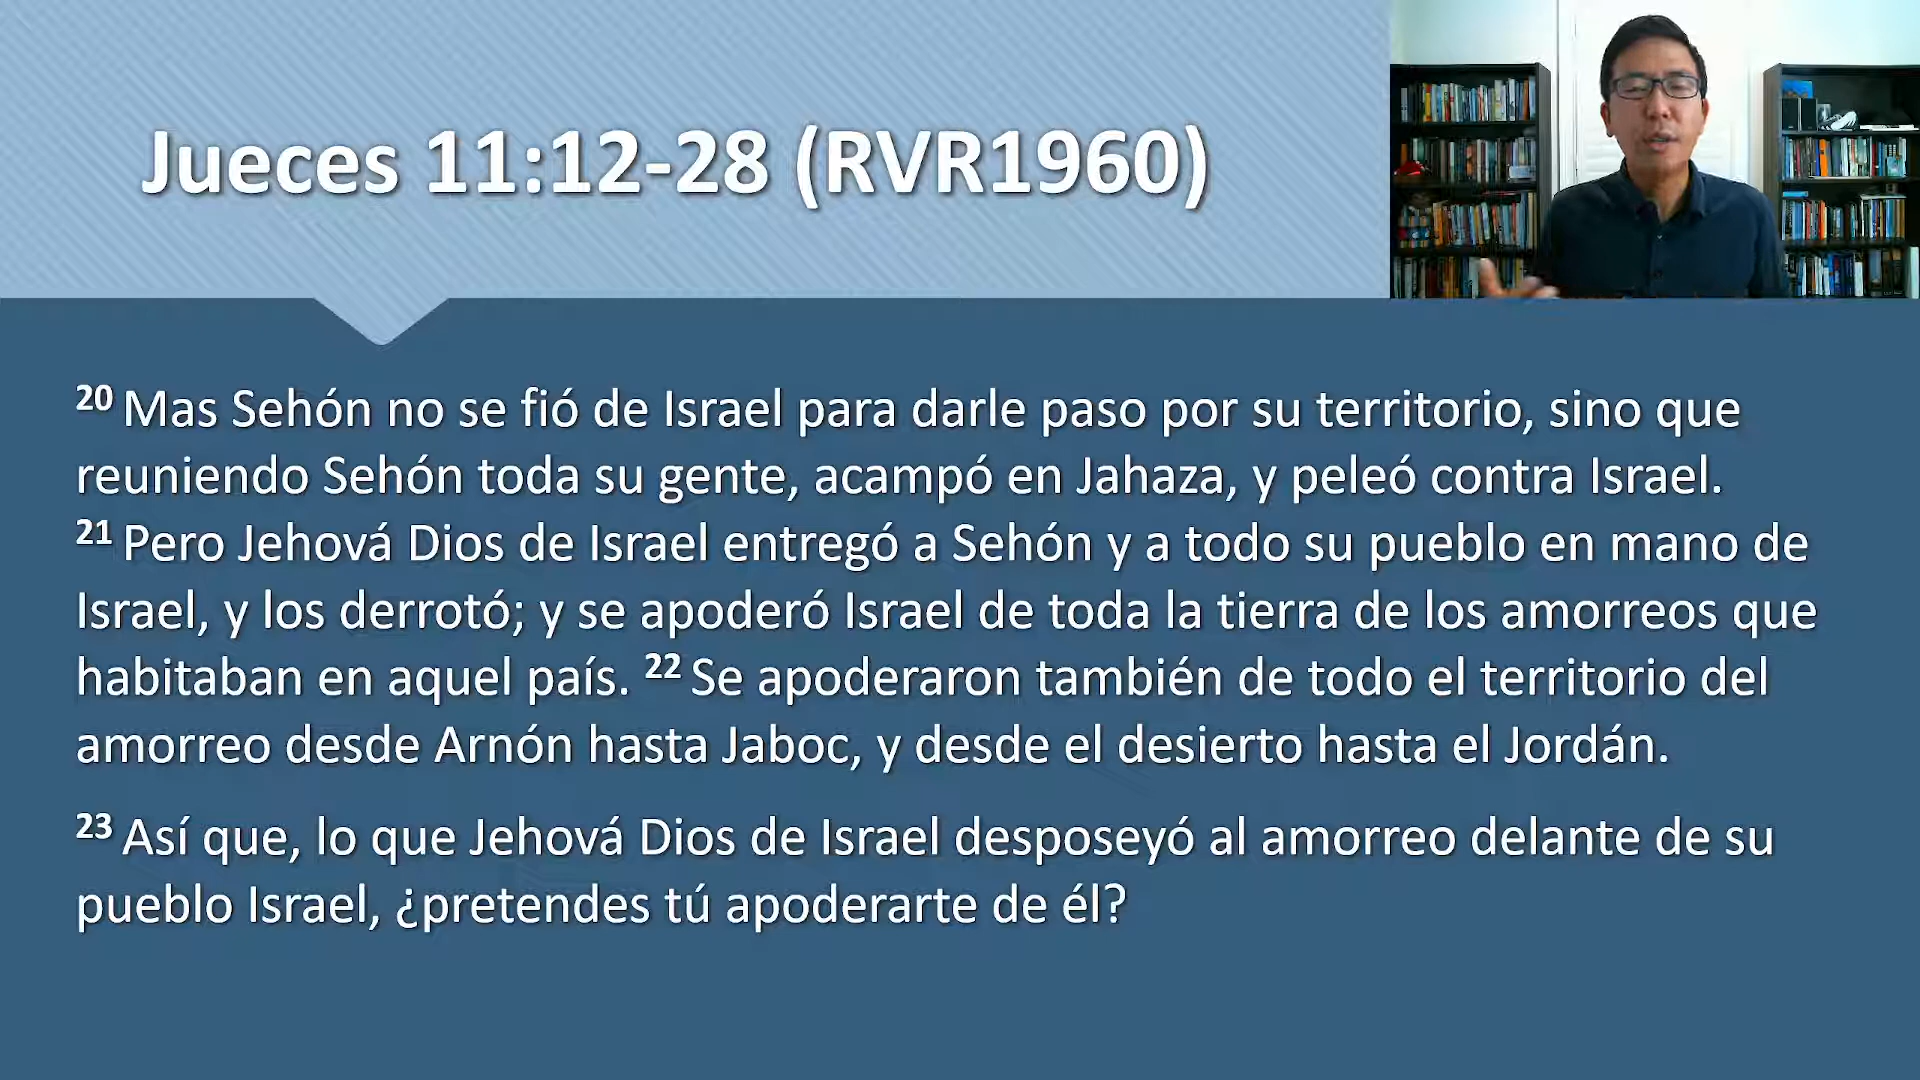 Jueces 11:12-28 (RVR1960)
20 Mas Sehón no se fió de Israel para darle paso por su territorio, sino que
reuniendo Sehón toda su gente, acampó en Jahaza, y peleó contra Israel.
21 Pero Jehová Dios de Israel entregó a Sehón y a todo su pueblo en mano de
Israel, y los derrotó; y se apoderó Israel de toda la tierra de los amorreos que
habitaban en aquel país. 22 Se apoderaron también de todo el territorio del
amorreo desde Arnón hasta Jaboc, y desde el desierto hasta el Jordán.
23 Así que, lo que Jehová Dios de Israel desposeyó al amorreo delante de su
pueblo Israel, ¿pretendes tú apoderarte de él?